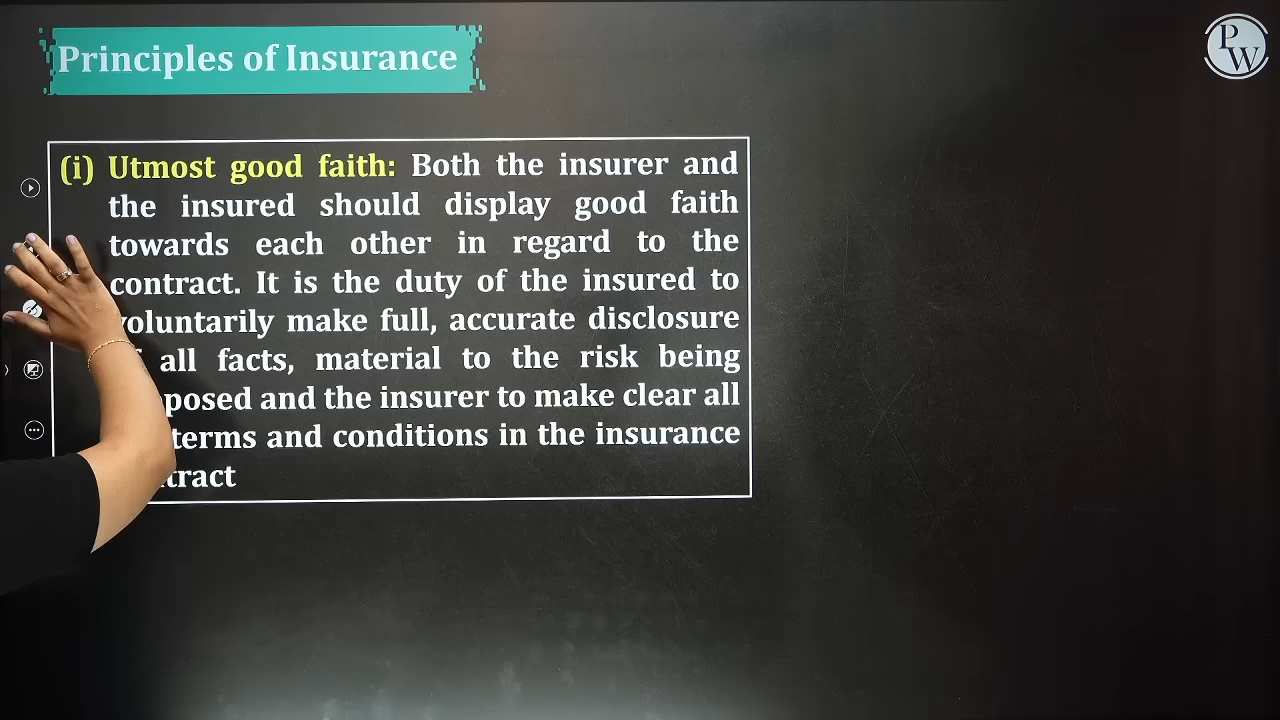 Principles of Insurance
PW
(i) Utmost good faith: Both the insurer and
the insured should display good faith
towards each other in regard to the
contract. It is the duty of the insured to
voluntarily make full, accurate disclosure
all facts, material to the risk being
posed and the insurer to make clear all
terms and conditions in the insurance
tract